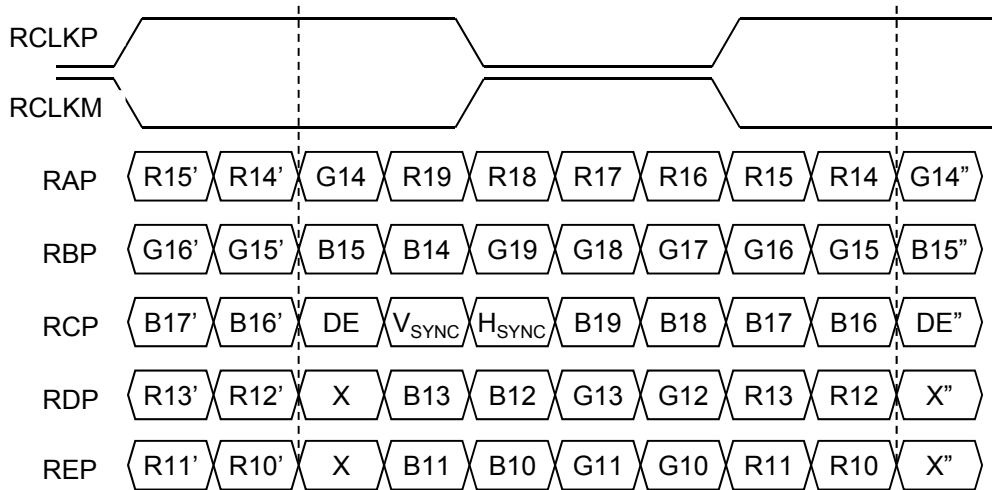 RCLKP
RCLKM
RAP R15’ R14’ G14 R19 R18 R17 R16 R15 R14 G14”
RBP G16’ G15’ B15 B14 G19 G18 G17 G16 G15 B15”
RCP B17’ B16’ DE VSYNC HSYNC B19 B18 B17 B16 DE”
RDP R13’ R12’ X B13 B12 G13 G12 R13 R12 X”
REP R11’ R10’ X B11 B10 G11 G10 R11 R10 X”